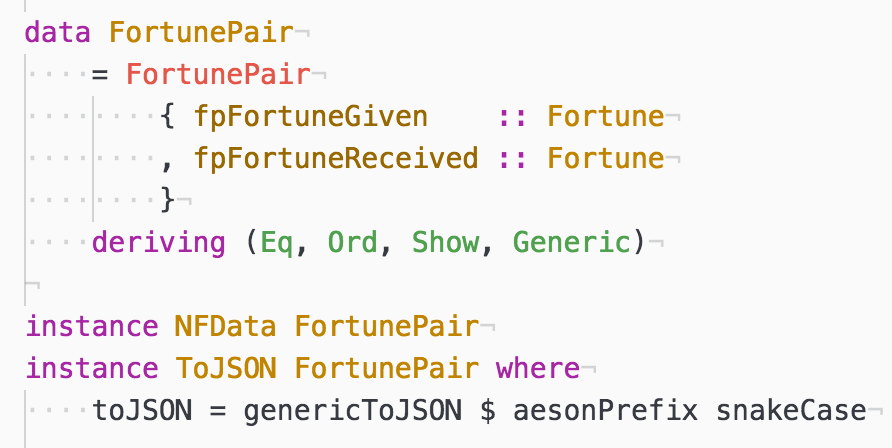 data FortunePair
    = FortunePair
        { fpFortuneGiven    :: Fortune
        , fpFortuneReceived :: Fortune
        }
    deriving (Eq, Ord, Show, Generic)

instance NFData FortunePair
instance ToJSON FortunePair where
    toJSON = genericToJSON $ aesonPrefix snakeCase